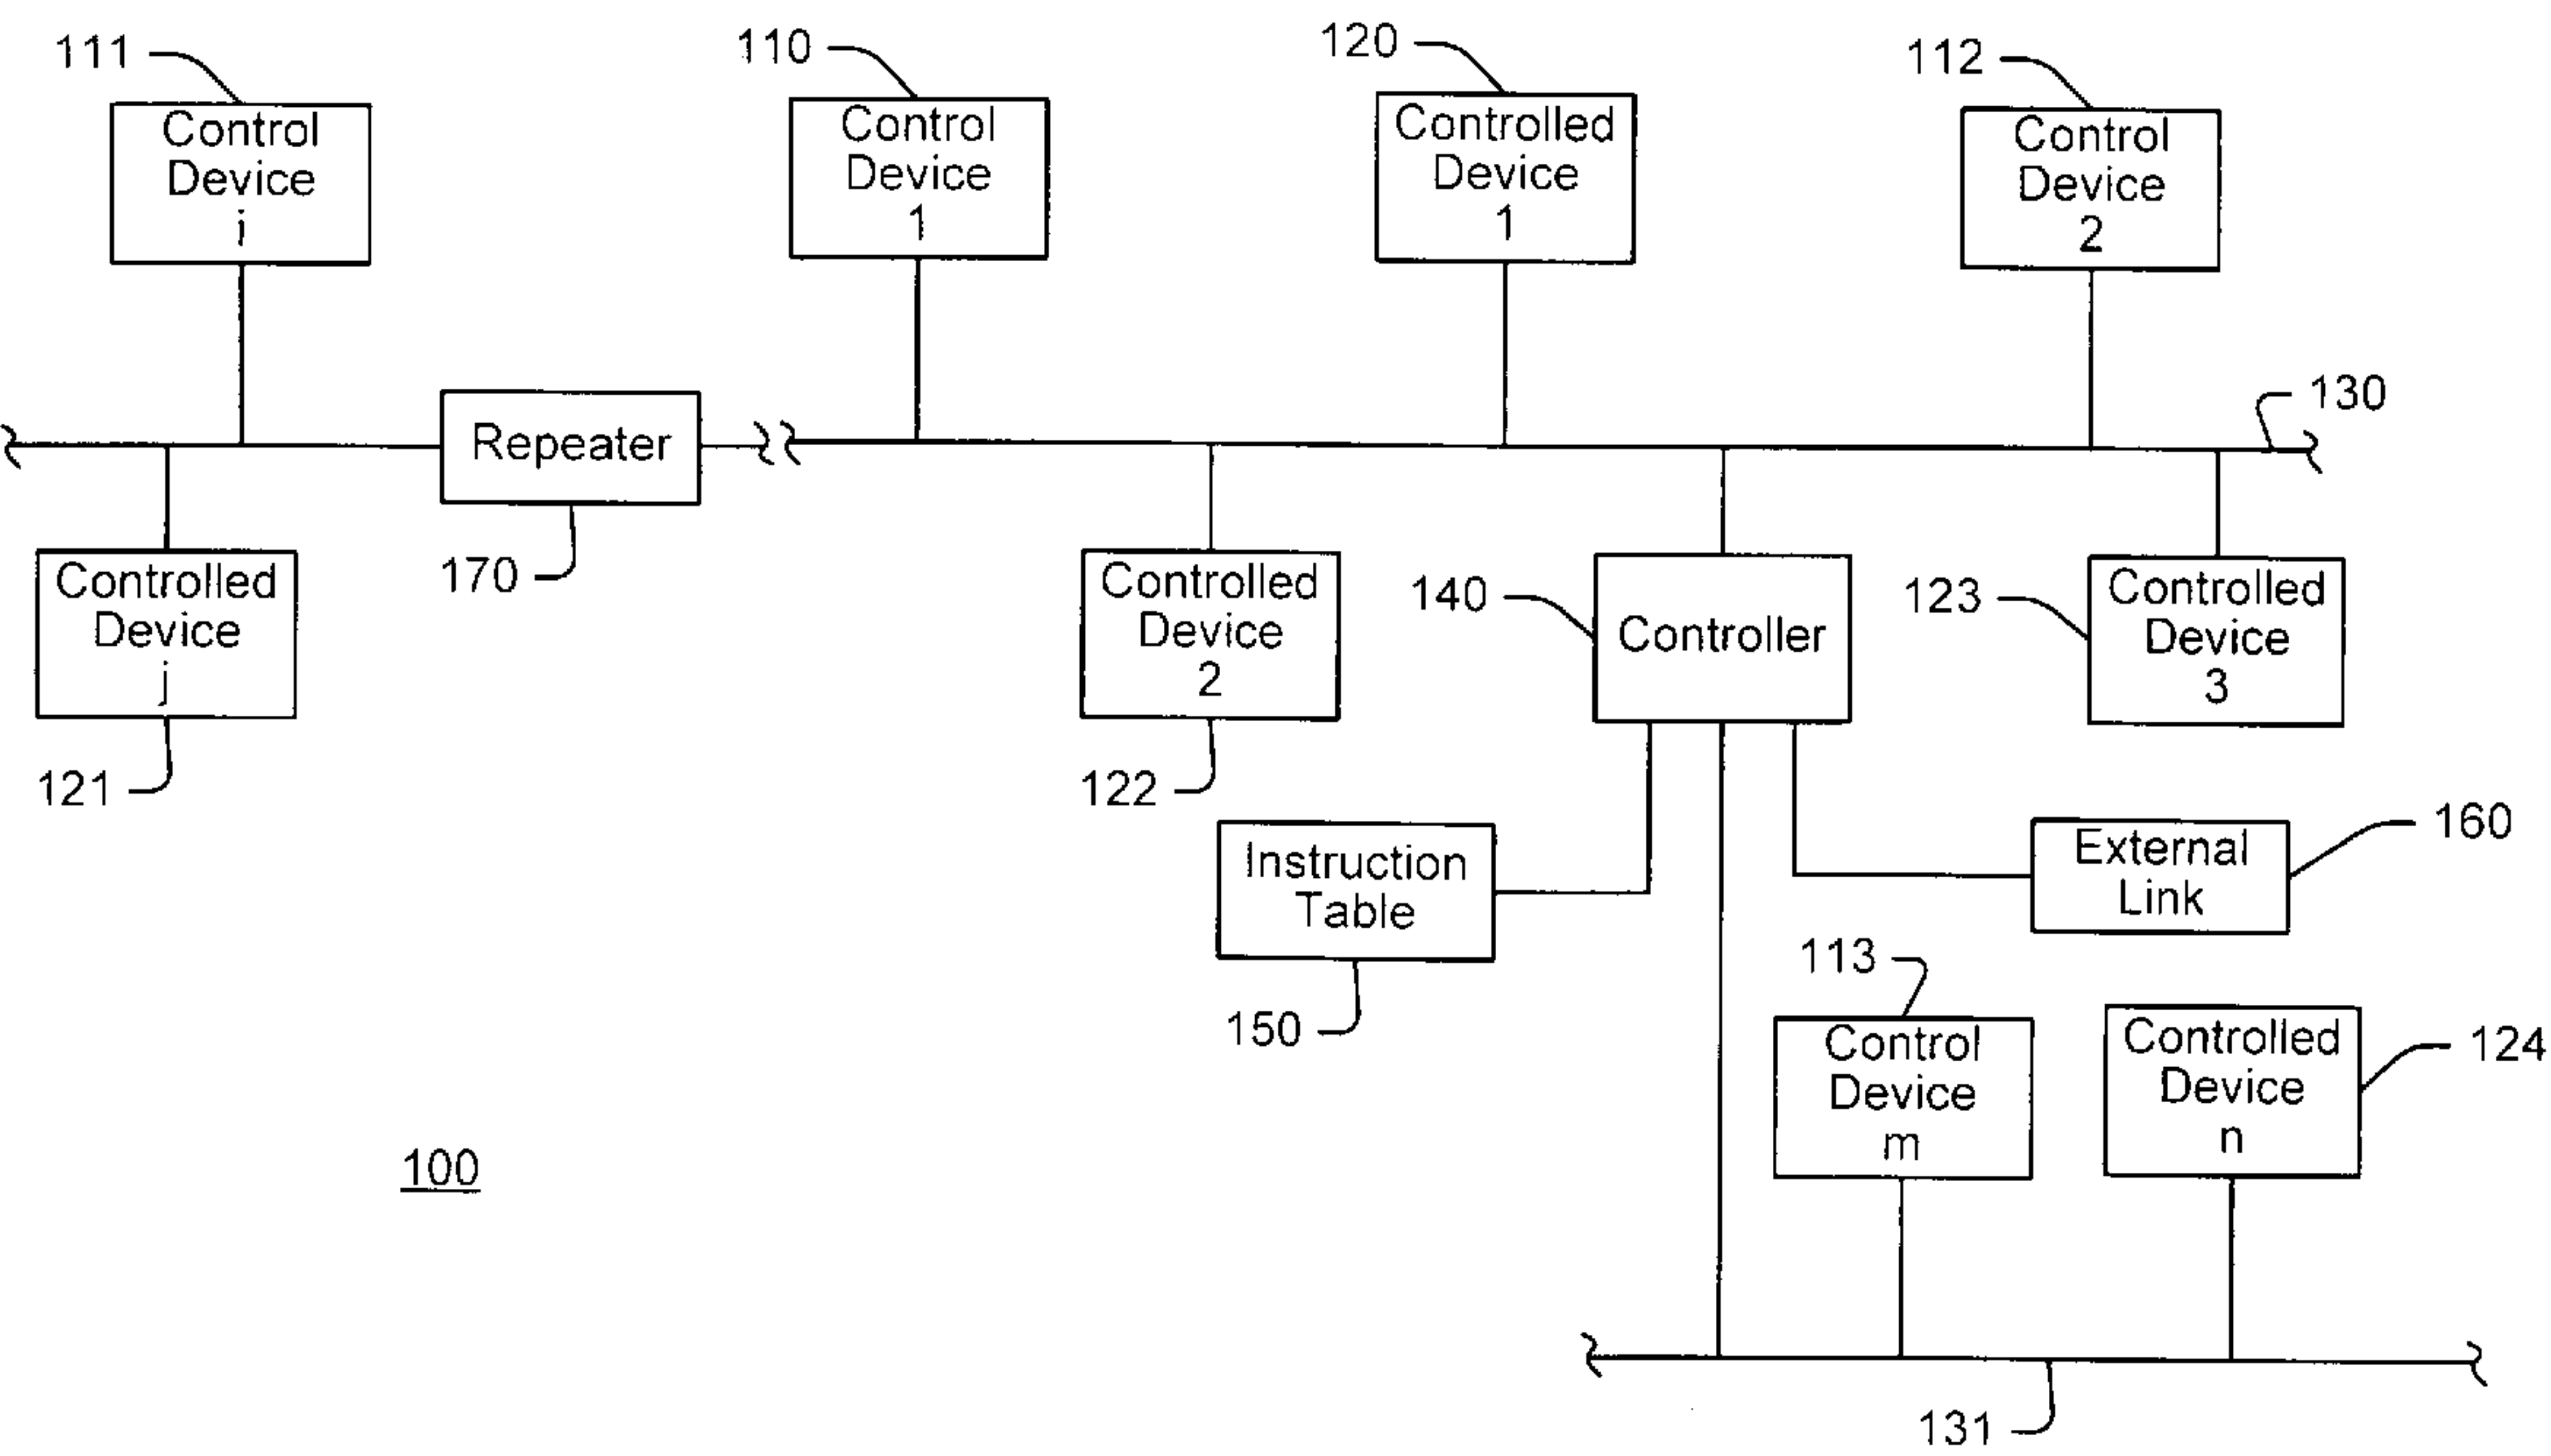 111
110
120
112
Control
Device
i
Control
Device
1
Controlled
Device
1
Control
Device
2
130
Repeater
170
Controlled
Device
j
121
Controlled
Device
2
122
140
Controller
123
Controlled
Device
3
Instruction
Table
150
External
Link
160
113
Control
Device
m
Controlled
Device
n
124
100
131